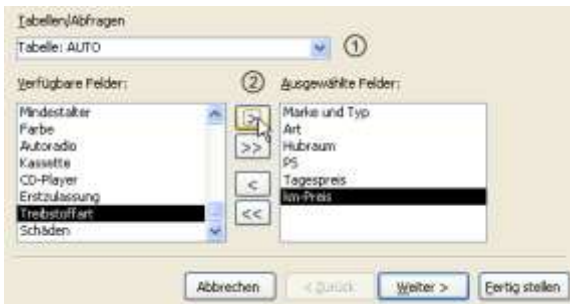 Tabellen/Abfragen
Tabelle: AUTO
①
Verfügbare Felder:
②
Ausgewählte Felder:
Mindestalter
Farbe
Autoradio
Kassette
CD-Player
Erstzulassung
Treibstoffart
Schäden
>
>>
<
<<
Marke und Typ
Art
Hubraum
PS
Tagespreis
km-Preis
Abbrechen
< Zurück
Weiter >
Fertig stellen